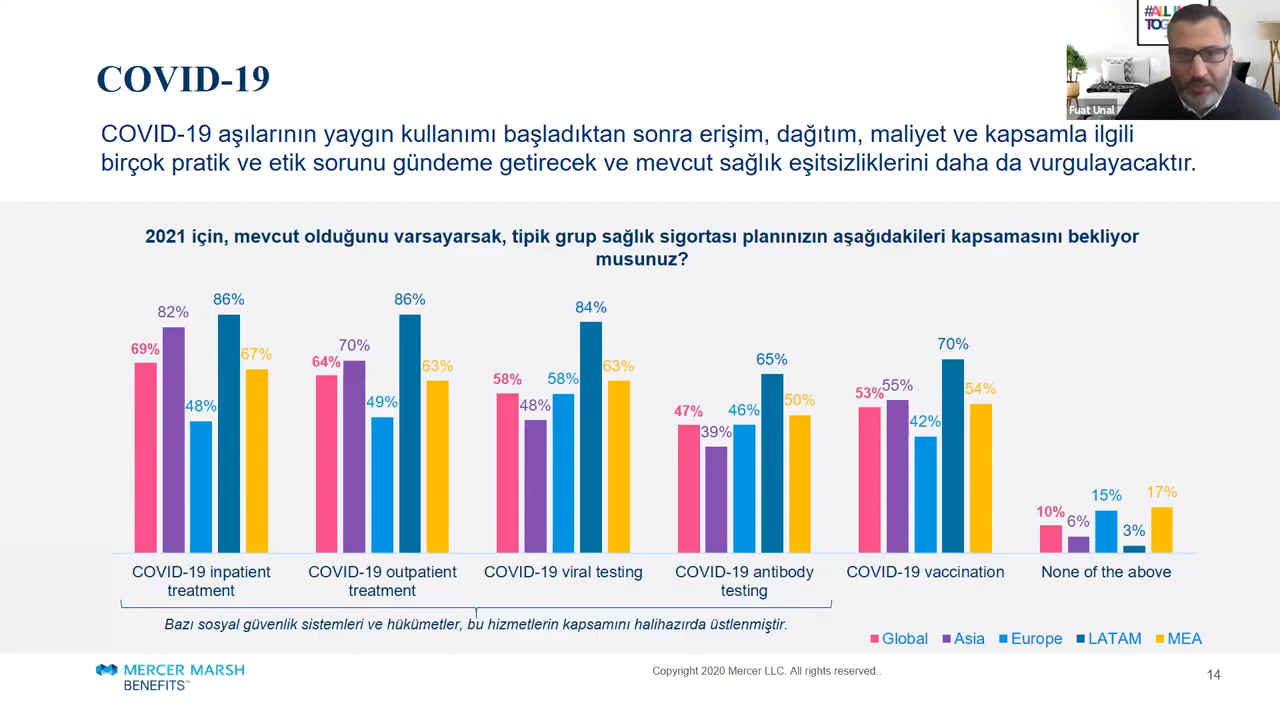 #ALL IN
TOG
Fuat Unal
COVID-19
COVID-19 aşılarının yaygın kullanımı başladıktan sonra erişim, dağıtım, maliyet ve kapsamla ilgili
birçok pratik ve etik sorunu gündeme getirecek ve mevcut sağlık eşitsizliklerini daha da vurgulayacaktır.
2021 için, mevcut olduğunu varsayarsak, tipik grup sağlık sigortası planınızın aşağıdakileri kapsamasını bekliyor
musunuz?
69% 82% 48% 86% 67%
64% 70% 49% 86% 63%
58% 48% 58% 84% 63%
47% 39% 46% 65% 50%
53% 55% 42% 70% 54%
10% 6% 15% 3% 17%
COVID-19 inpatient
treatment
COVID-19 outpatient
treatment
COVID-19 viral testing
COVID-19 antibody
testing
COVID-19 vaccination
None of the above
Bazı sosyal güvenlik sistemleri ve hükümetler, bu hizmetlerin kapsamını halihazırda üstlenmiştir.
Global Asia Europe LATAM MEA
MERCER MARSH
BENEFITS™
Copyright 2020 Mercer LLC. All rights reserved..
14